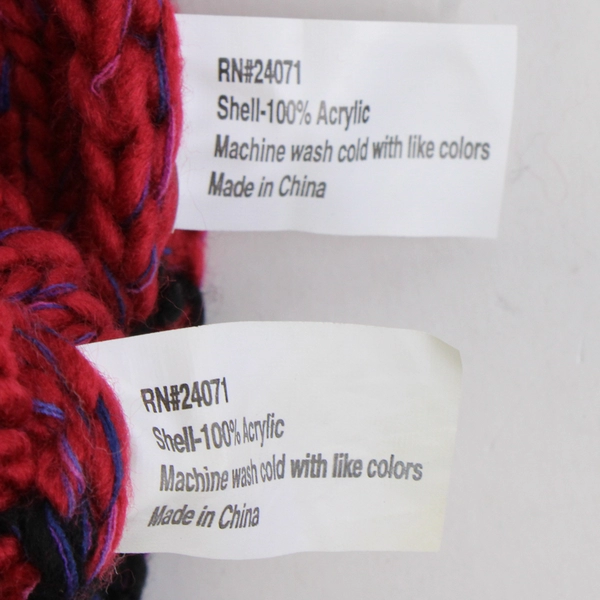 RN#24071
Shell-100% Acrylic
Machine wash cold with like colors
Made in China
RN#24071
Shell-100% Acrylic
Machine wash cold with like colors
Made in China